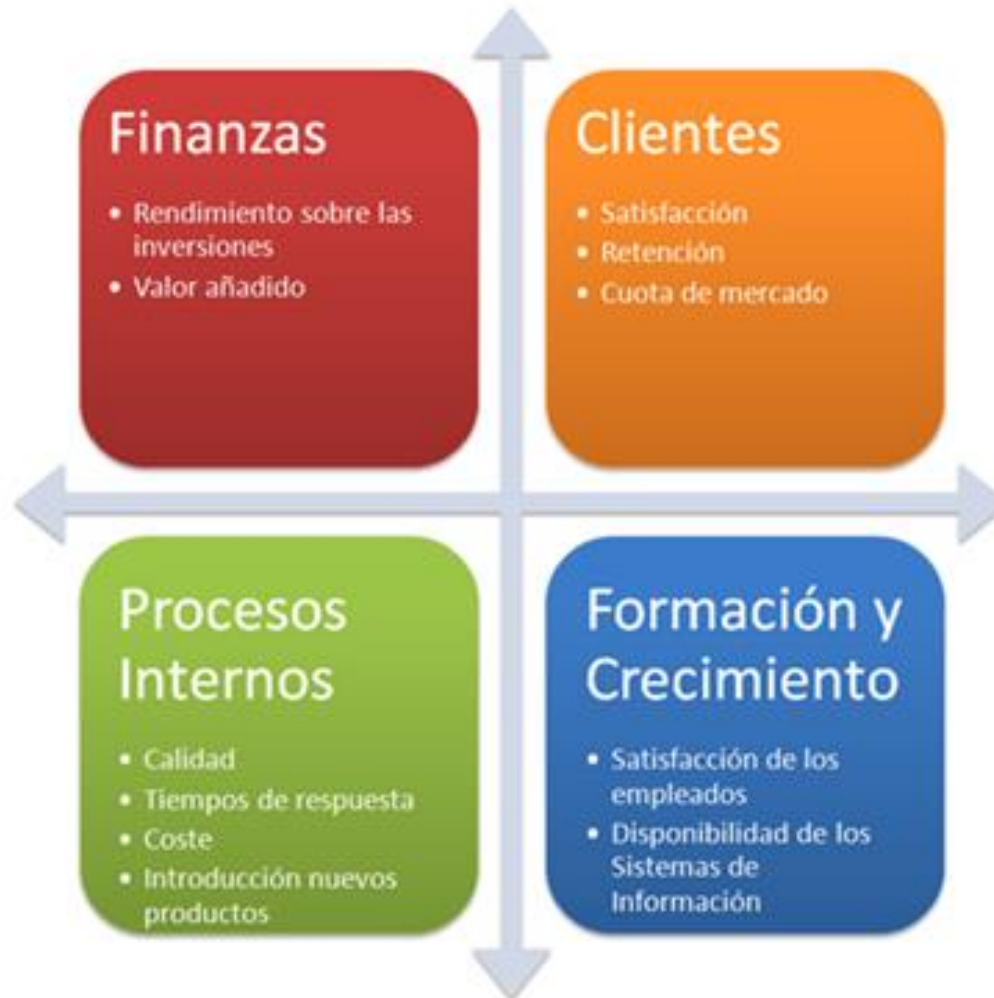 Finanzas
• Rendimiento sobre las
inversiones
• Valor añadido
Clientes
• Satisfacción
• Retención
• Cuota de mercado
Procesos
Internos
• Calidad
• Tiempos de respuesta
• Coste
• Introducción nuevos
productos
Formación y
Crecimiento
• Satisfacción de los
empleados
• Disponibilidad de los
Sistemas de
Información